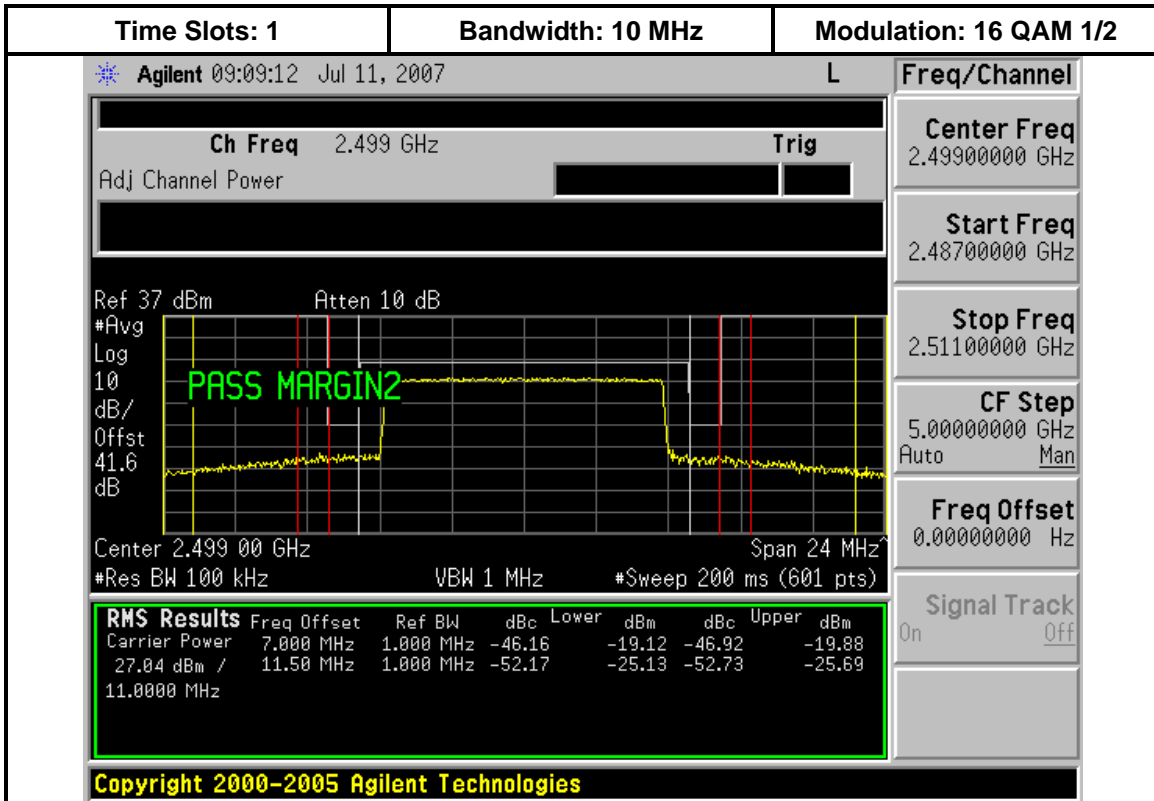 Time Slots: 1 Bandwidth: 10 MHz Modulation: 16 QAM 1/2
Agilent 09:09:12 Jul 11, 2007 L Freq/Channel
Ch Freq 2.499 GHz Trig
Adj Channel Power
Center Freq
2.49900000 GHz
Start Freq
2.48700000 GHz
Stop Freq
2.51100000 GHz
CF Step
5.00000000 GHz
Auto Man
Freq Offset
0.00000000 Hz
Signal Track
On Off
Ref 37 dBm Atten 10 dB
#Avg
Log
10
dB/
Offst
41.6
dB
PASS MARGIN2
Center 2.499 00 GHz Span 24 MHz^
#Res BW 100 kHz VBW 1 MHz #Sweep 200 ms (601 pts)
RMS Results Freq Offset Ref BW dBc Lower dBm dBc Upper dBm
Carrier Power 7.000 MHz 1.000 MHz -46.16 -19.12 -46.92 -19.88
27.04 dBm / 11.50 MHz 1.000 MHz -52.17 -25.13 -52.73 -25.69
11.0000 MHz
Copyright 2000-2005 Agilent Technologies